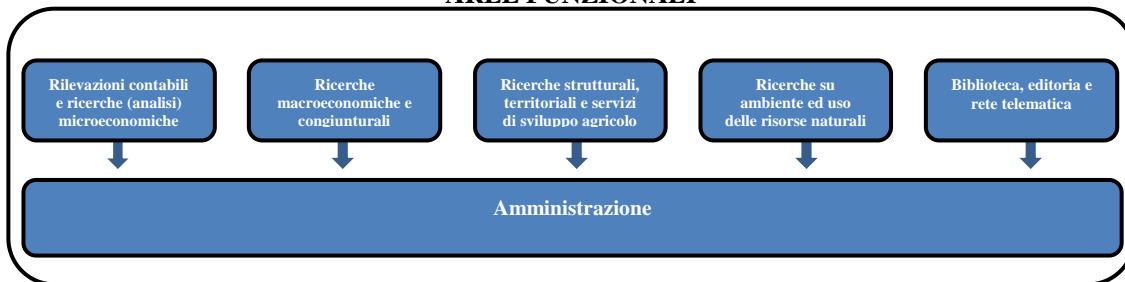 AREE FUNZIONALI
Rilevazioni contabili
e ricerche (analisi)
microeconomiche
Ricerche
macroeconomiche e
congiunturali
Ricerche strutturali,
territoriali e servizi
di sviluppo agricolo
Ricerche su
ambiente ed uso
delle risorse naturali
Biblioteca, editoria e
rete telematica
Amministrazione